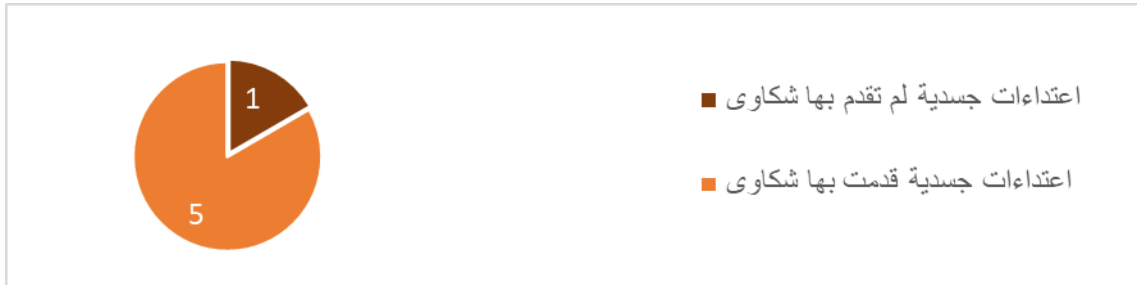 1
5
اعتداءات جسدية لم تقدم بها شكاوى
اعتداءات جسدية قدمت بها شكاوى